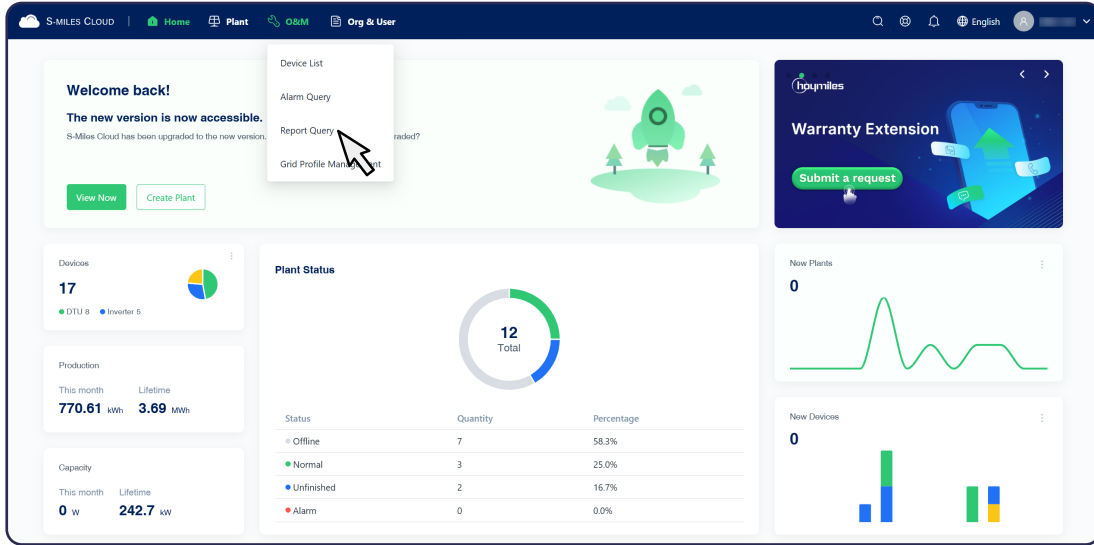 S-MILES CLOUD | Home Plant O&M Org & User English
Device List
Alarm Query
Report Query
Grid Profile Management
Welcome back!
The new version is now accessible.
S-Miles Cloud has been upgraded to the new version.
View Now Create Plant
hoymiles
Warranty Extension
Submit a request
Devices
17
DTU 8 Inverter 5
Production
This month Lifetime
770.61 kWh 3.69 MWh
Capacity
This month Lifetime
0 W 242.7 kW
Plant Status
12
Total
Status Quantity Percentage
Offline 7 58.3%
Normal 3 25.0%
Unfinished 2 16.7%
Alarm 0 0.0%
New Plants
0
New Devices
0